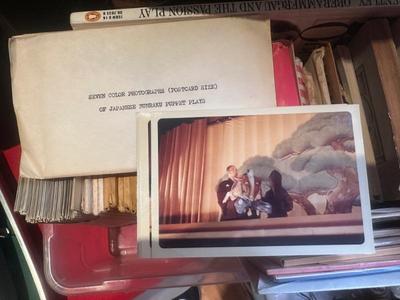 OBERAMMERGAU AND THE PASSION PLAY
SEVEN COLOR PHOTOGRAPHS (POSTCARD SIZE)
OF JAPANESE BUNRAKU PUPPET PLAYS